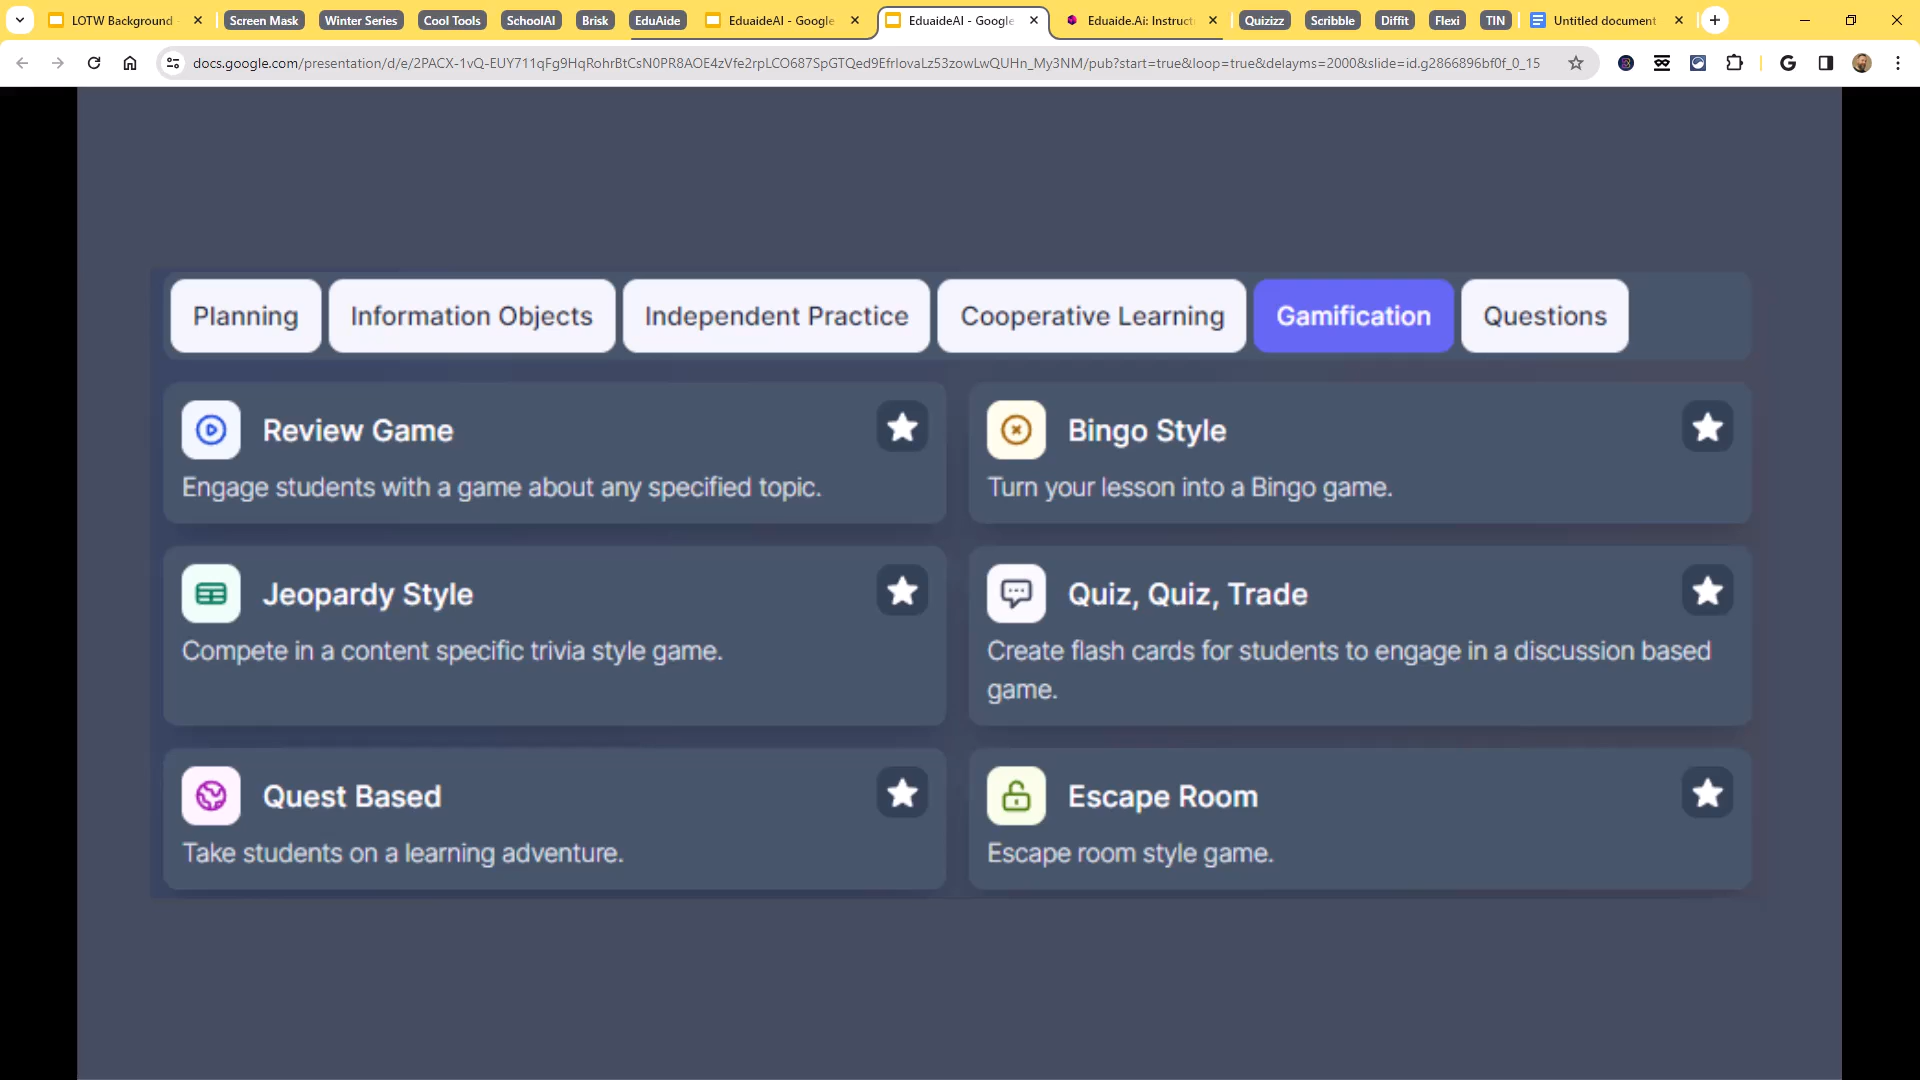 LOTW Background
Screen Mask
Winter Series
Cool Tools
SchoolAI
Brisk
EduAide
EduaideAI - Google
EduaideAI - Google
Eduaide.Ai: Instruct
Quizizz
Scribble
Diffit
Flexi
TIN
Untitled document
docs.google.com/presentation/d/e/2PACX-1vQ-EUY711qFg9HqRohrBtCsN0PR8AOE4zVfe2rpLCO687SpGTQed9EfrIovaLz53zowLwQUHn_My3NM/pub?start=true&loop=true&delayms=2000&slide=id.g2866896bf0f_0_15
Planning
Information Objects
Independent Practice
Cooperative Learning
Gamification
Questions
Review Game
Engage students with a game about any specified topic.
Bingo Style
Turn your lesson into a Bingo game.
Jeopardy Style
Compete in a content specific trivia style game.
Quiz, Quiz, Trade
Create flash cards for students to engage in a discussion based
game.
Quest Based
Take students on a learning adventure.
Escape Room
Escape room style game.